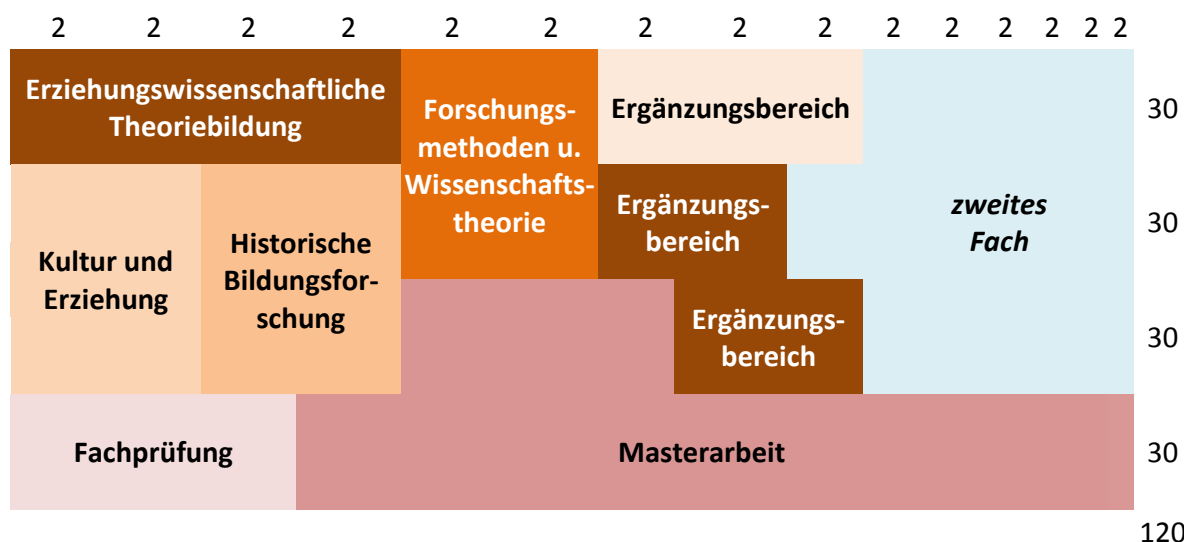 2 2 2 2 2 2 2 2 2 2 2 2 2 2
Erziehungswissenschaftliche
Theoriebildung
Forschungs-
methoden u.
Wissenschafts-
theorie
Ergänzungsbereich
30
Kultur und
Erziehung
Historische
Bildungsfor-
schung
Ergänzungs-
bereich
zweites
Fach
30
Ergänzungs-
bereich
30
Fachprüfung
Masterarbeit
30
120